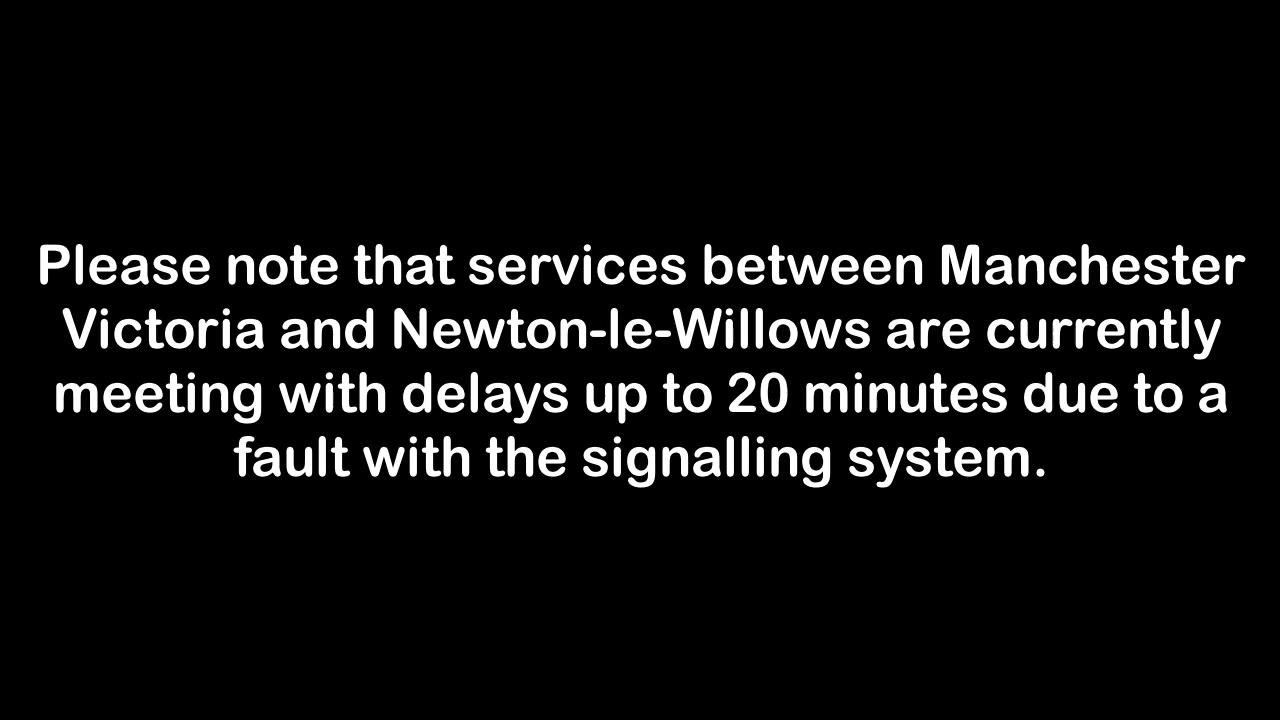 Please note that services between Manchester
Victoria and Newton-le-Willows are currently
meeting with delays up to 20 minutes due to a
fault with the signalling system.